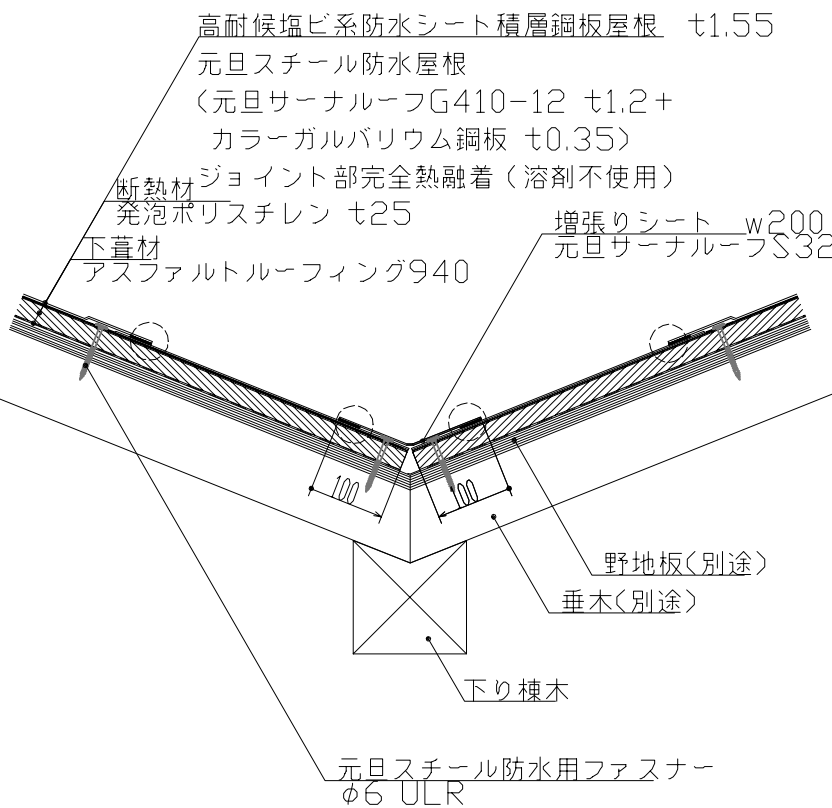 高耐候塩ビ系防水シート積層鋼板屋根 t1.55
元旦スチール防水屋根
(元旦サーナルーフG410-12 t1.2+
カラーガルバリウム鋼板 t0.35)
ジョイント部完全熱融着(溶剤不使用)
断熱材
発泡ポリスチレン t25
下葺材
アスファルトルーフィング940
増張りシート w200
元旦サーナルーフS32
100
100
野地板(別途)
垂木(別途)
下り棟木
元旦スチール防水用ファスナー
φ6 ULR